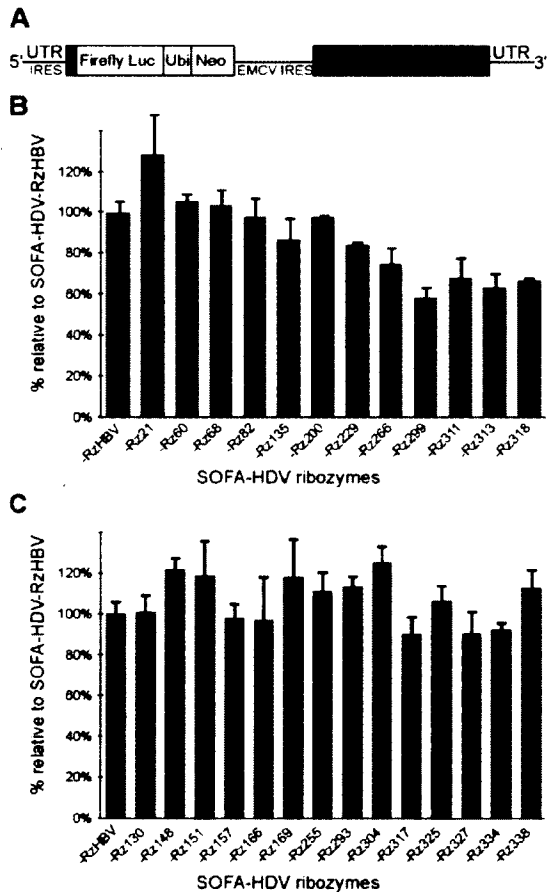 A
5' UTR IRES Firefly Luc Ubi Neo EMCV IRES UTR 3'
B
% relative to SOFA-HDV-RzHBV
120%
100%
80%
60%
40%
20%
0%
-RzHBV -Rz21 -Rz60 -Rz68 -Rz82 -Rz135 -Rz200 -Rz229 -Rz266 -Rz299 -Rz311 -Rz313 -Rz318
SOFA-HDV ribozymes
C
% relative to SOFA-HDV-RzHBV
120%
100%
80%
60%
40%
20%
0%
-RzHBV -Rz130 -Rz148 -Rz151 -Rz157 -Rz166 -Rz169 -Rz255 -Rz293 -Rz304 -Rz317 -Rz325 -Rz327 -Rz334 -Rz338
SOFA-HDV ribozymes